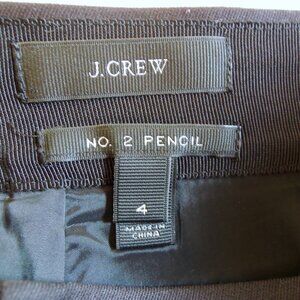 J.CREW
NO. 2 PENCIL
4
MADE IN
CHINA